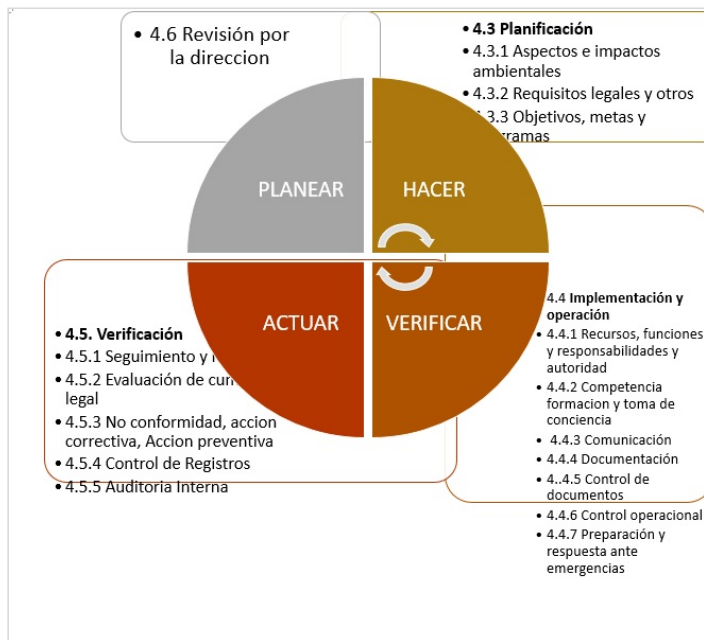 • 4.6 Revisión por
la direccion
• 4.3 Planificación
• 4.3.1 Aspectos e impactos
ambientales
• 4.3.2 Requisitos legales y otros
4.3.3 Objetivos, metas y
PLANEAR
HACER
ACTUAR
VERIFICAR
• 4.5. Verificación
• 4.5.1 Seguimiento y
• 4.5.2 Evaluación de
legal
• 4.5.3 No conformidad, accion
correctiva, Accion preventiva
• 4.5.4 Control de Registros
• 4.5.5 Auditoria Interna
4.4 Implementación y
operación
• 4.4.1 Recursos, funciones
y responsabilidades y
autoridad
• 4.4.2 Competencia
formacion y toma de
conciencia
• 4.4.3 Comunicación
• 4.4.4 Documentación
• 4..4.5 Control de
documentos
• 4.4.6 Control operacional
• 4.4.7 Preparación y
respuesta ante
emergencias